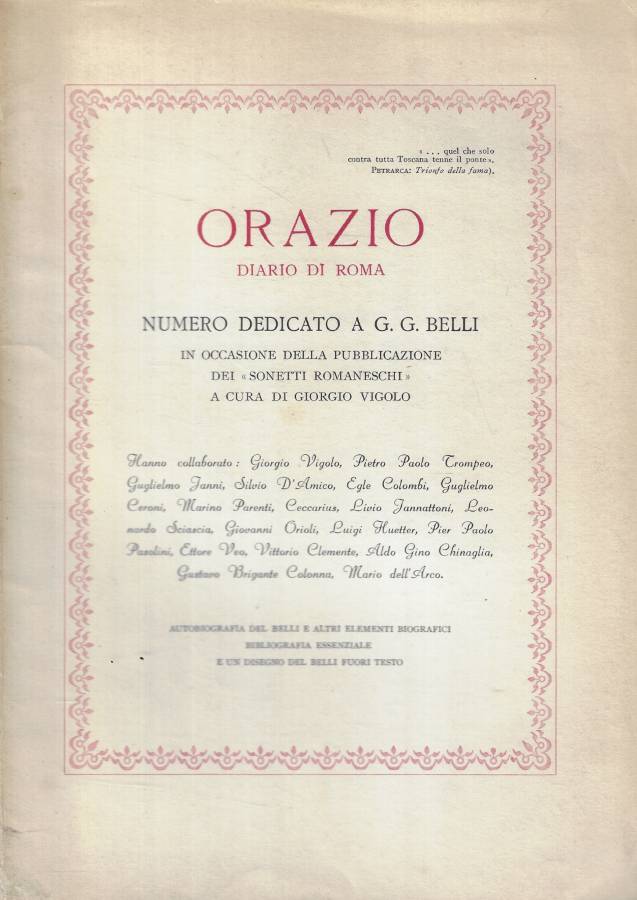 « . . . quel che solo
contra tutta Toscana tenne il ponte ».
PETRARCA: Trionfo della fama).
ORAZIO
DIARIO DI ROMA
NUMERO DEDICATO A G. G. BELLI
IN OCCASIONE DELLA PUBBLICAZIONE
DEI « SONETTI ROMANESCHI »
A CURA DI GIORGIO VIGOLO
Hanno collaborato : Giorgio Vigolo, Pietro Paolo Trompeo,
Guglielmo Janni, Silvio D'Amico, Egle Colombi, Guglielmo
Ceroni, Marino Parenti, Ceccarius, Livio Jannattoni, Leo-
nardo Sciascia, Giovanni Orioli, Luigi Huetter, Pier Paolo
Pasolini, Ettore Veo, Vittorio Clemente, Aldo Gino Chinaglia,
Gustavo Brigante Colonna, Mario dell'Arco.
AUTOBIOGRAFIA DEL BELLI E ALTRI ELEMENTI BIOGRAFICI
BIBLIOGRAFIA ESSENZIALE
E UN DISEGNO DEL BELLI FUORI TESTO